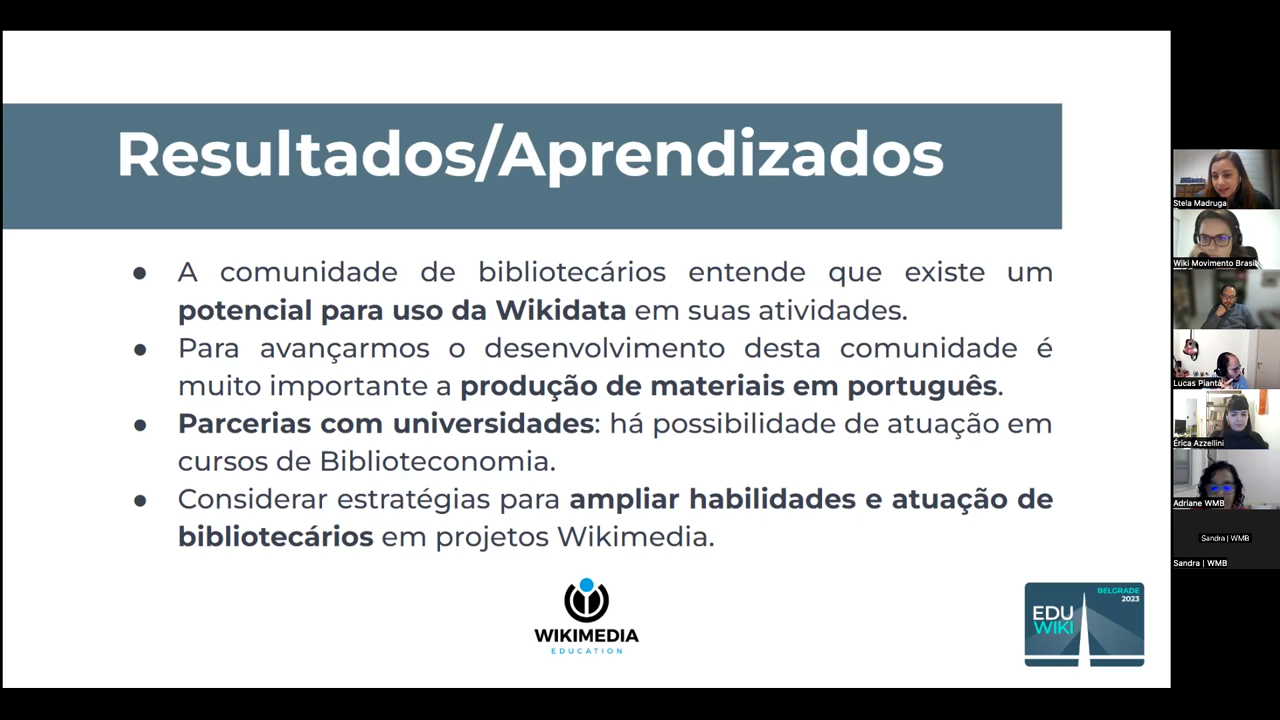 Resultados/Aprendizados
● A comunidade de bibliotecários entende que existe um
potencial para uso da Wikidata em suas atividades.
● Para avançarmos o desenvolvimento desta comunidade é
muito importante a produção de materiais em português.
● Parcerias com universidades: há possibilidade de atuação em
cursos de Biblioteconomia.
● Considerar estratégias para ampliar habilidades e atuação de
bibliotecários em projetos Wikimedia.
WIKIMEDIA
EDUCATION
BELGRADE
2023
EDU
WIKI
Stela Madruga
Wiki Movimento Brasil
Lucas Piantá
Érica Azzellini
Adriane WMB
Sandra | WMB
Sandra | WMB